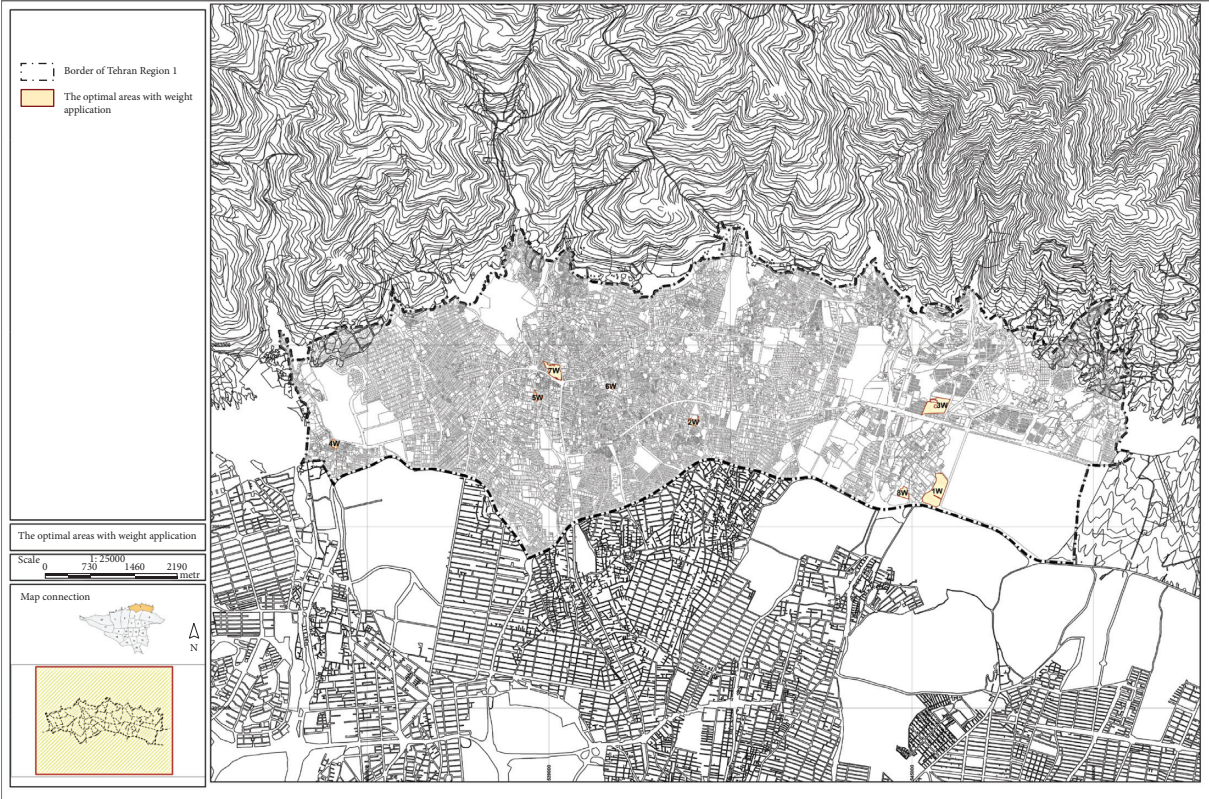 Border of Tehran Region 1
The optimal areas with weight
application
The optimal areas with weight application
Scale
1: 25000
0 730 1460 2190
metr
Map connection
N
7W
6W
5W
3W
2W
4W
8W
1W